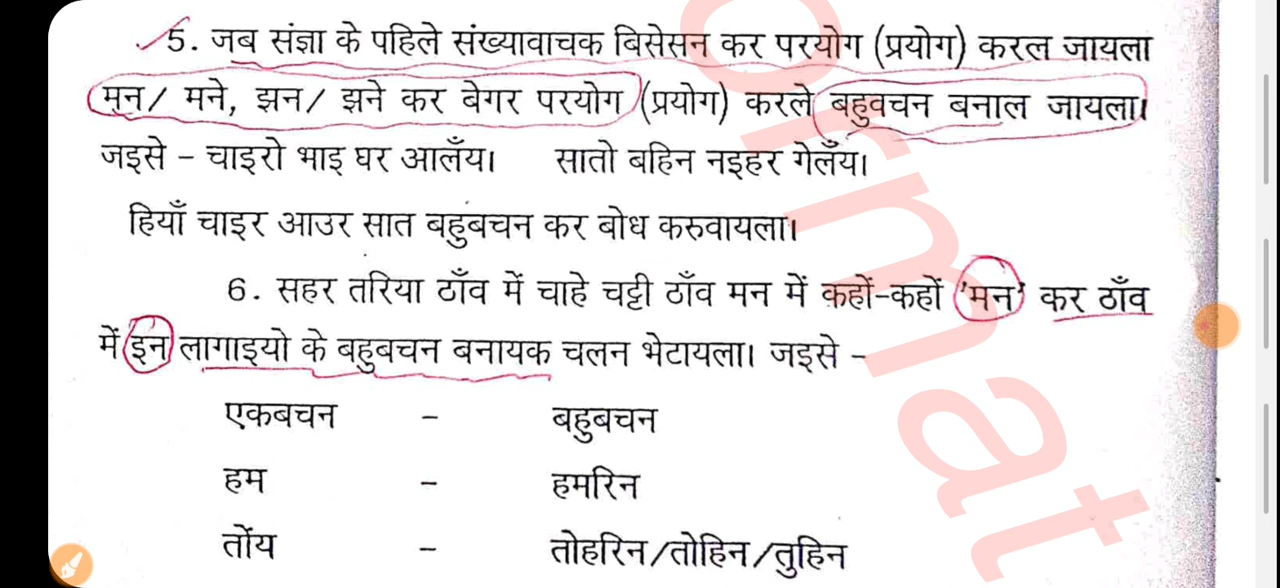 5. जब संज्ञा के पहिले संख्यावाचक बिसेसन कर परयोग (प्रयोग) करल जायला
मन/ मने, झन/ झने कर बेगर परयोग (प्रयोग) करले बहुवचन बनाल जायला।
जइसे – चाइरो भाइ घर आलँय। सातो बहिन नइहर गेलँय।
हियाँ चाइर आउर सात बहुबचन कर बोध करुवायला।
6. सहर तरिया ठाँव में चाहे चट्टी ठाँव मन में कहों-कहों 'मन' कर ठाँव
में इन लागाइयो के बहुबचन बनायक चलन भेटायला। जइसे –
एकबचन – बहुबचन
हम – हमरिन
तोंय – तोहरिन/तोहिन/तुहिन
ormat